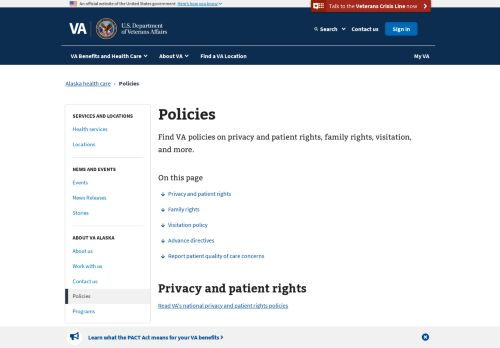 An official website of the United States government Here's how you know
Talk to the Veterans Crisis Line now
VA
U.S. Department
of Veterans Affairs
Search
Contact us
Sign in
VA Benefits and Health Care
About VA
Find a VA Location
My VA
Alaska health care › Policies
SERVICES AND LOCATIONS
Health services
Locations
NEWS AND EVENTS
Events
News Releases
Stories
ABOUT VA ALASKA
About us
Work with us
Contact us
Policies
Programs
Policies
Find VA policies on privacy and patient rights, family rights, visitation,
and more.
On this page
Privacy and patient rights
Family rights
Visitation policy
Advance directives
Report patient quality of care concerns
Privacy and patient rights
Read VA's national privacy and patient rights policies
Learn what the PACT Act means for your VA benefits